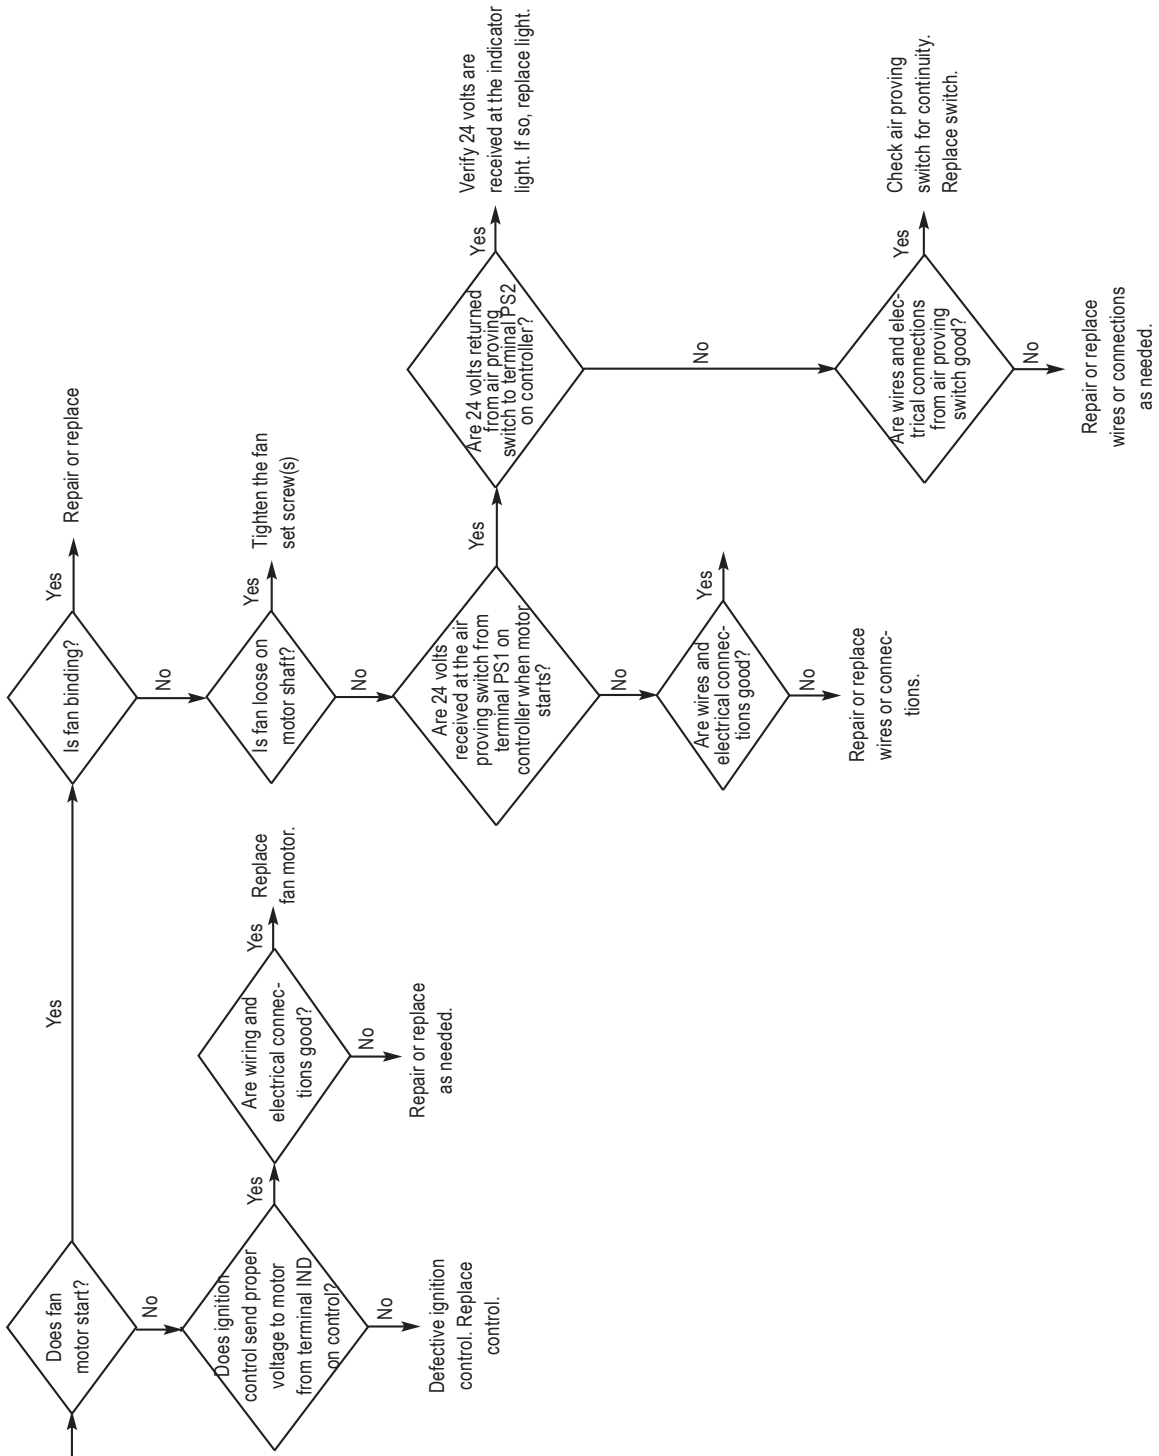 Does fan
motor start?
Yes
No
Is fan binding?
Yes
Repair or replace
No
Does ignition
control send proper
voltage to motor
from terminal IND
on control?
Yes
No
Defective ignition
control. Replace
control.
Are wiring and
electrical connec-
tions good?
Yes
Replace
fan motor.
No
Repair or replace
as needed.
Is fan loose on
motor shaft?
Yes
Tighten the fan
set screw(s)
No
Are 24 volts
received at the air
proving switch from
terminal PS1 on
controller when motor
starts?
Yes
No
Are 24 volts returned
from air proving
switch to terminal PS2
on controller?
Yes
Verify 24 volts are
received at the indicator
light. If so, replace light.
No
Are wires and
electrical connec-
tions good?
Yes
No
Repair or replace
wires or connec-
tions.
Are wires and elec-
trical connections
from air proving
switch good?
Yes
Check air proving
switch for continuity.
Replace switch.
No
Repair or replace
wires or connections
as needed.